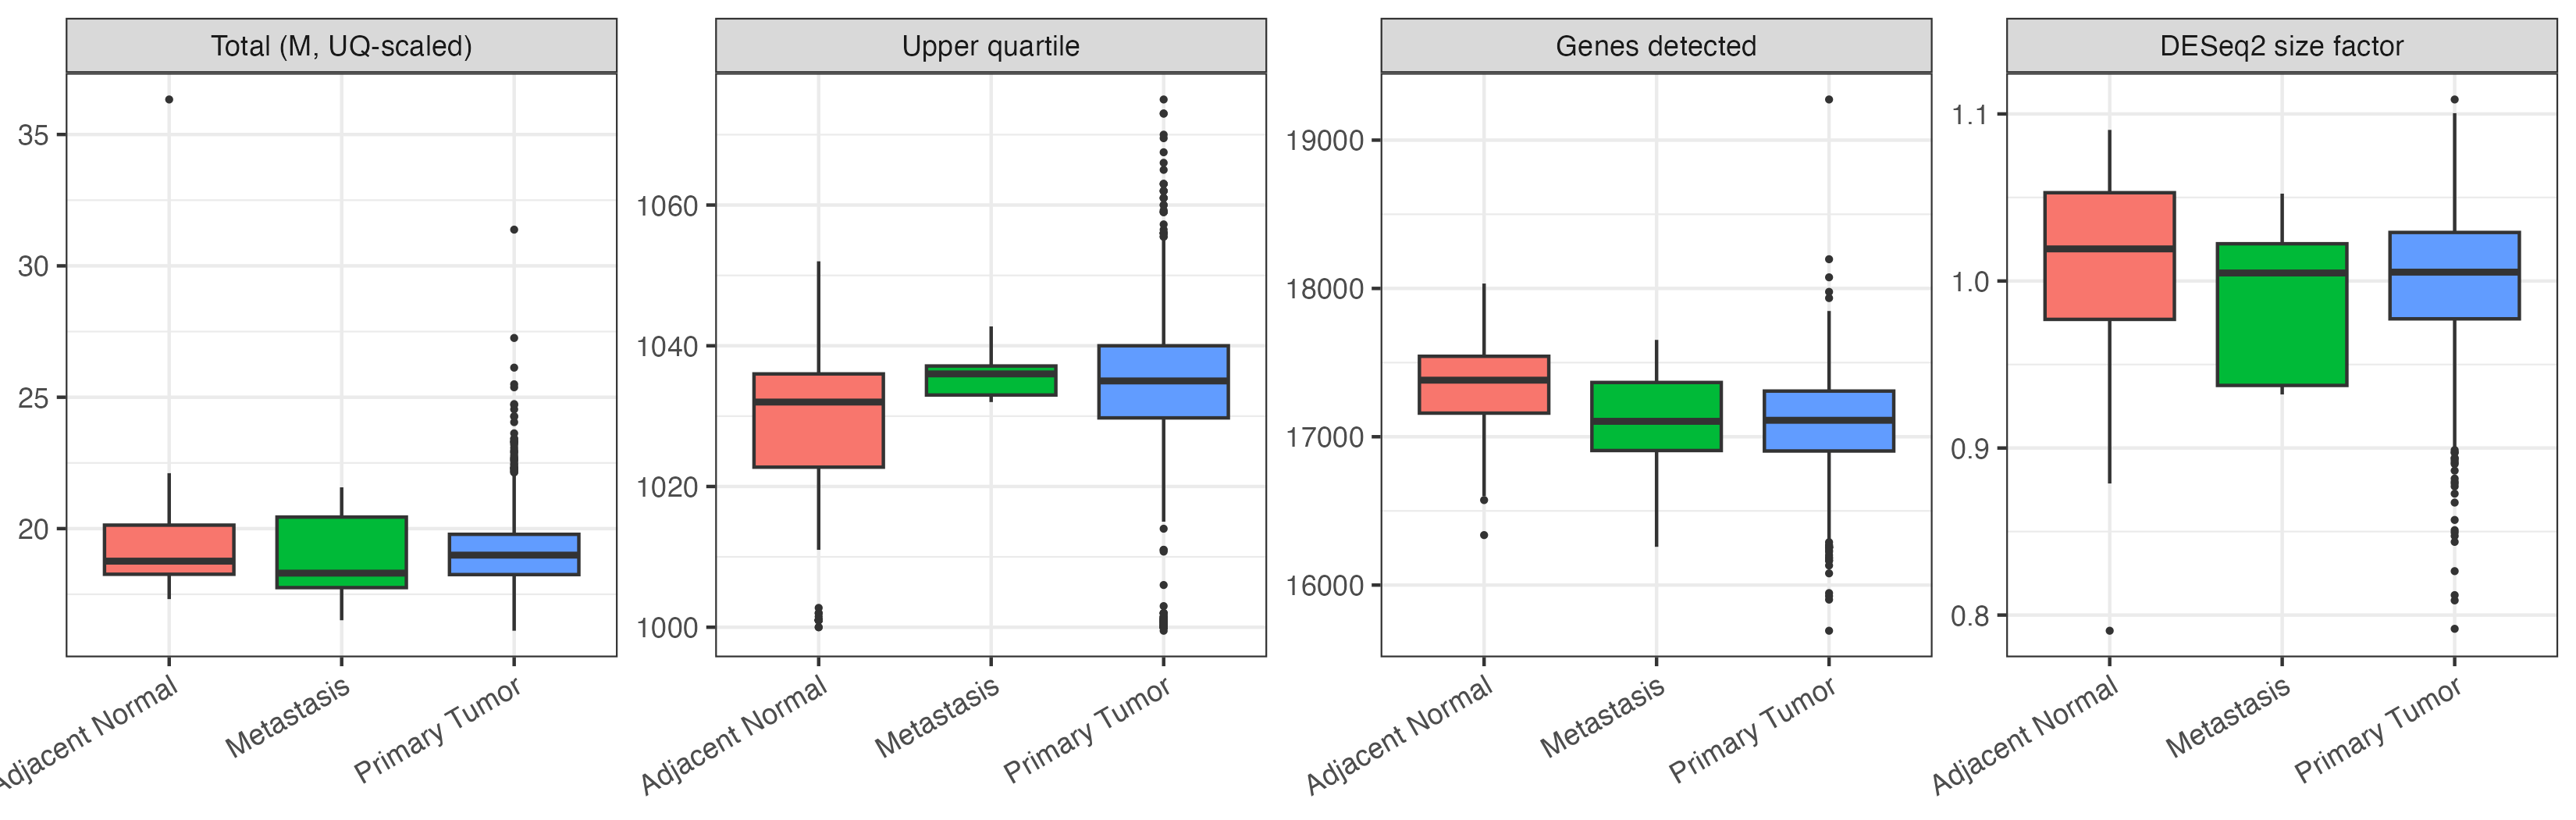 Total (M, UQ-scaled)
35
30
25
20
Adjacent Normal
Metastasis
Primary Tumor
Upper quartile
1060
1040
1020
1000
Adjacent Normal
Metastasis
Primary Tumor
Genes detected
19000
18000
17000
16000
Adjacent Normal
Metastasis
Primary Tumor
DESeq2 size factor
1.1
1.0
0.9
0.8
Adjacent Normal
Metastasis
Primary Tumor